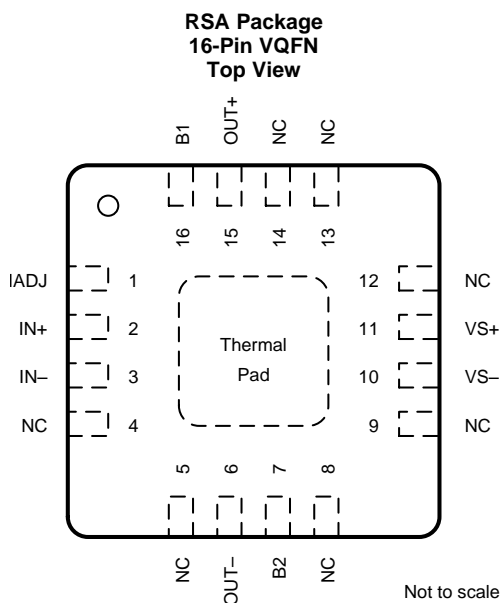 RSA Package
16-Pin VQFN
Top View
B1
OUT+
NC
NC
16
15
14
13
IADJ
1
12
NC
IN+
2
11
VS+
IN–
3
10
VS–
NC
4
9
NC
Thermal
Pad
5
6
7
8
NC
OUT–
B2
NC
Not to scale